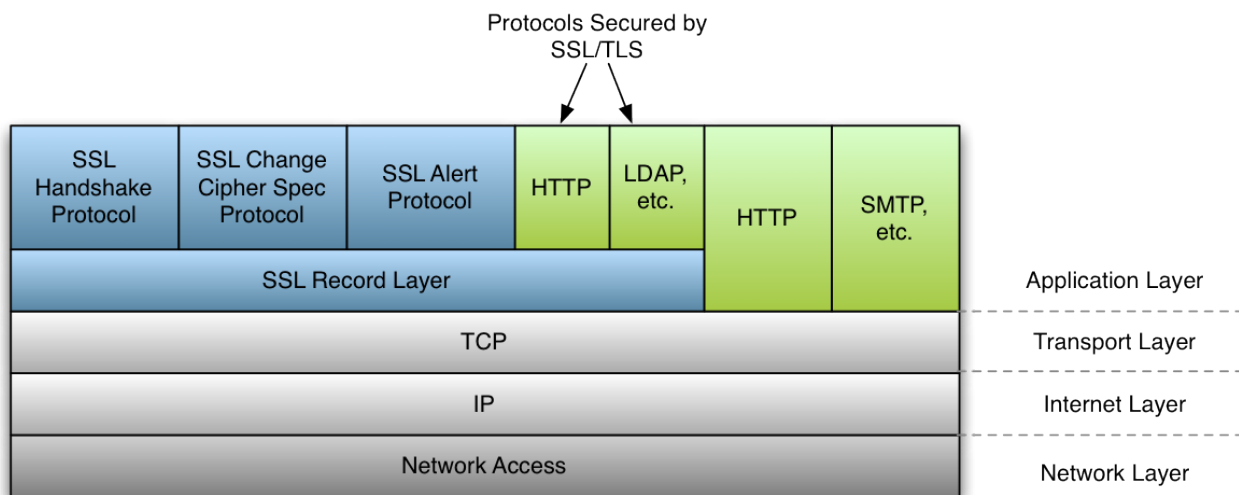 Protocols Secured by
SSL/TLS
SSL
Handshake
Protocol
SSL Change
Cipher Spec
Protocol
SSL Alert
Protocol
HTTP
LDAP,
etc.
HTTP
SMTP,
etc.
SSL Record Layer
Application Layer
TCP
Transport Layer
IP
Internet Layer
Network Access
Network Layer